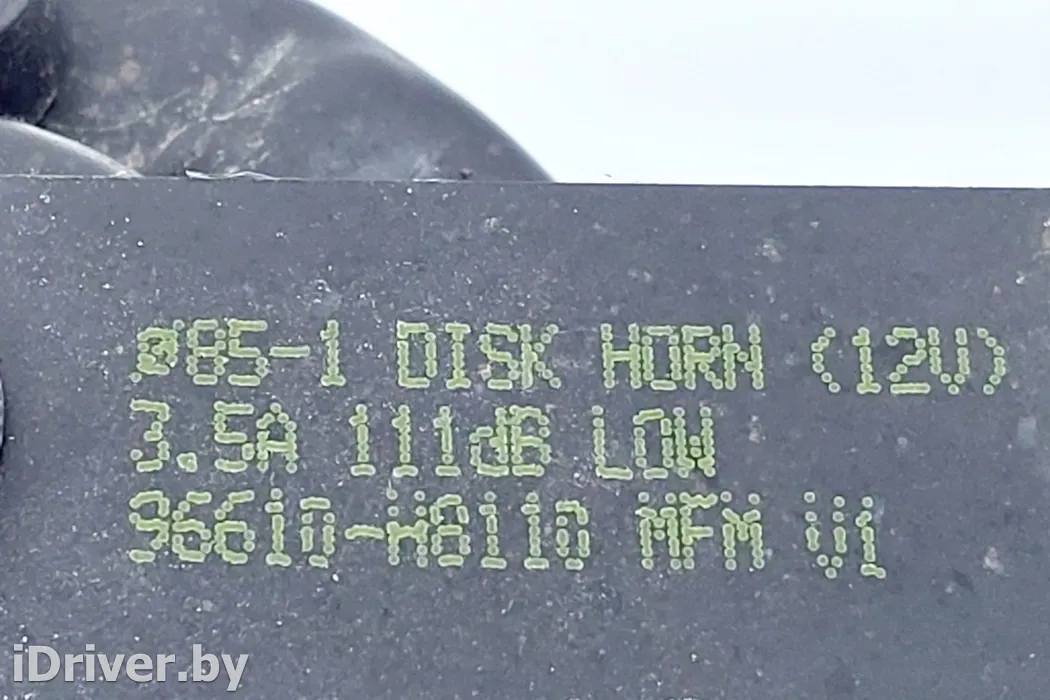 ø85-1 DISK HORN (12V)
3.5A 111dB LOW
96610-H8110 MFM V1
iDriver.by